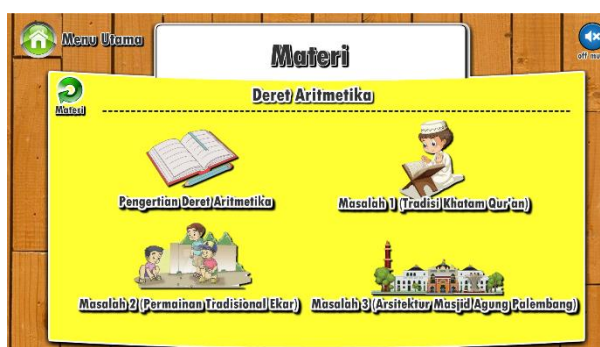 Menu Utama
Materi
off mu
Deret Aritmetika
Materi
Pengertian Deret Aritmetika
Masalah 1 (Tradisi Khatam Qur'an)
Masalah 2 (Permainan Tradisional Ekar)
Masalah 3 (Arsitektur Masjid Agung Palembang)